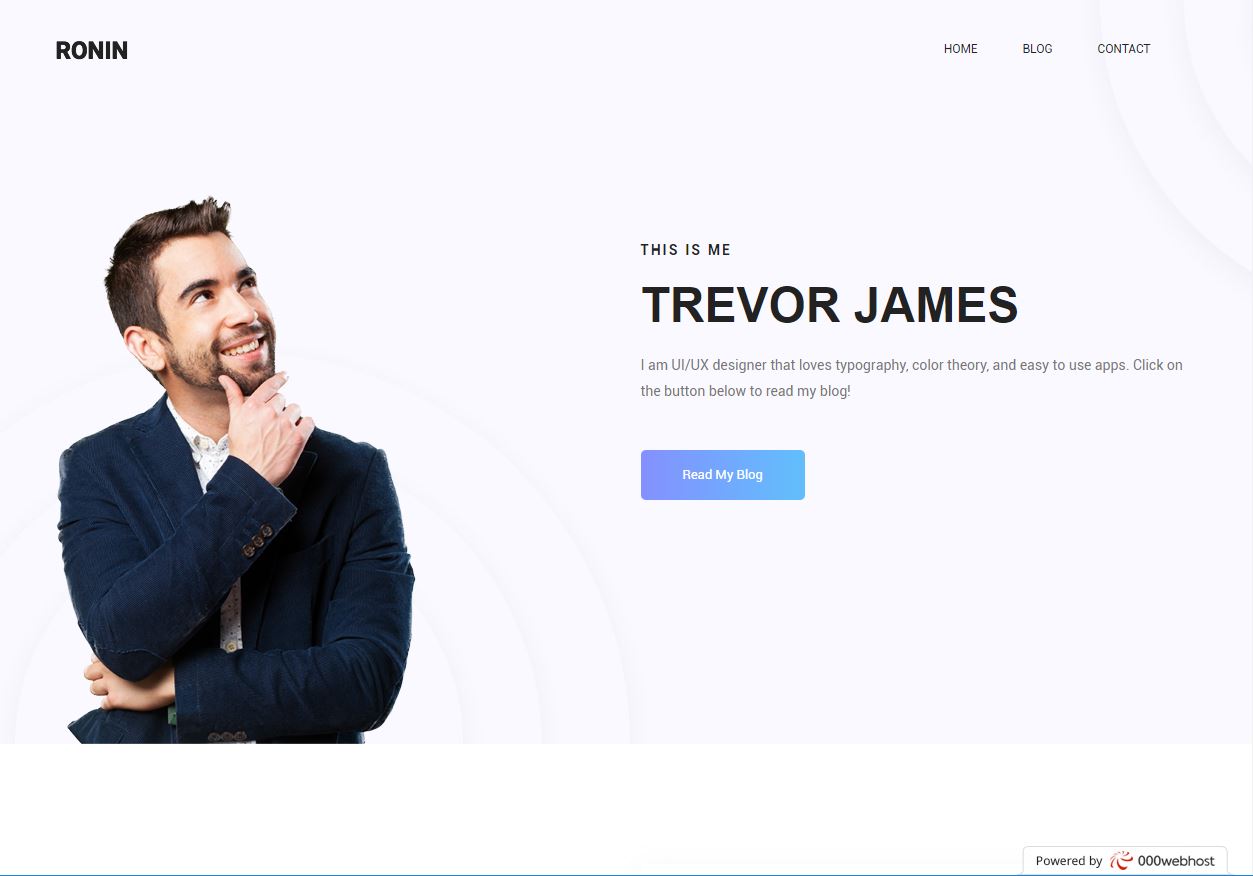 RONIN
HOME BLOG CONTACT
THIS IS ME
TREVOR JAMES
I am UI/UX designer that loves typography, color theory, and easy to use apps. Click on
the button below to read my blog!
Read My Blog
Powered by 000webhost